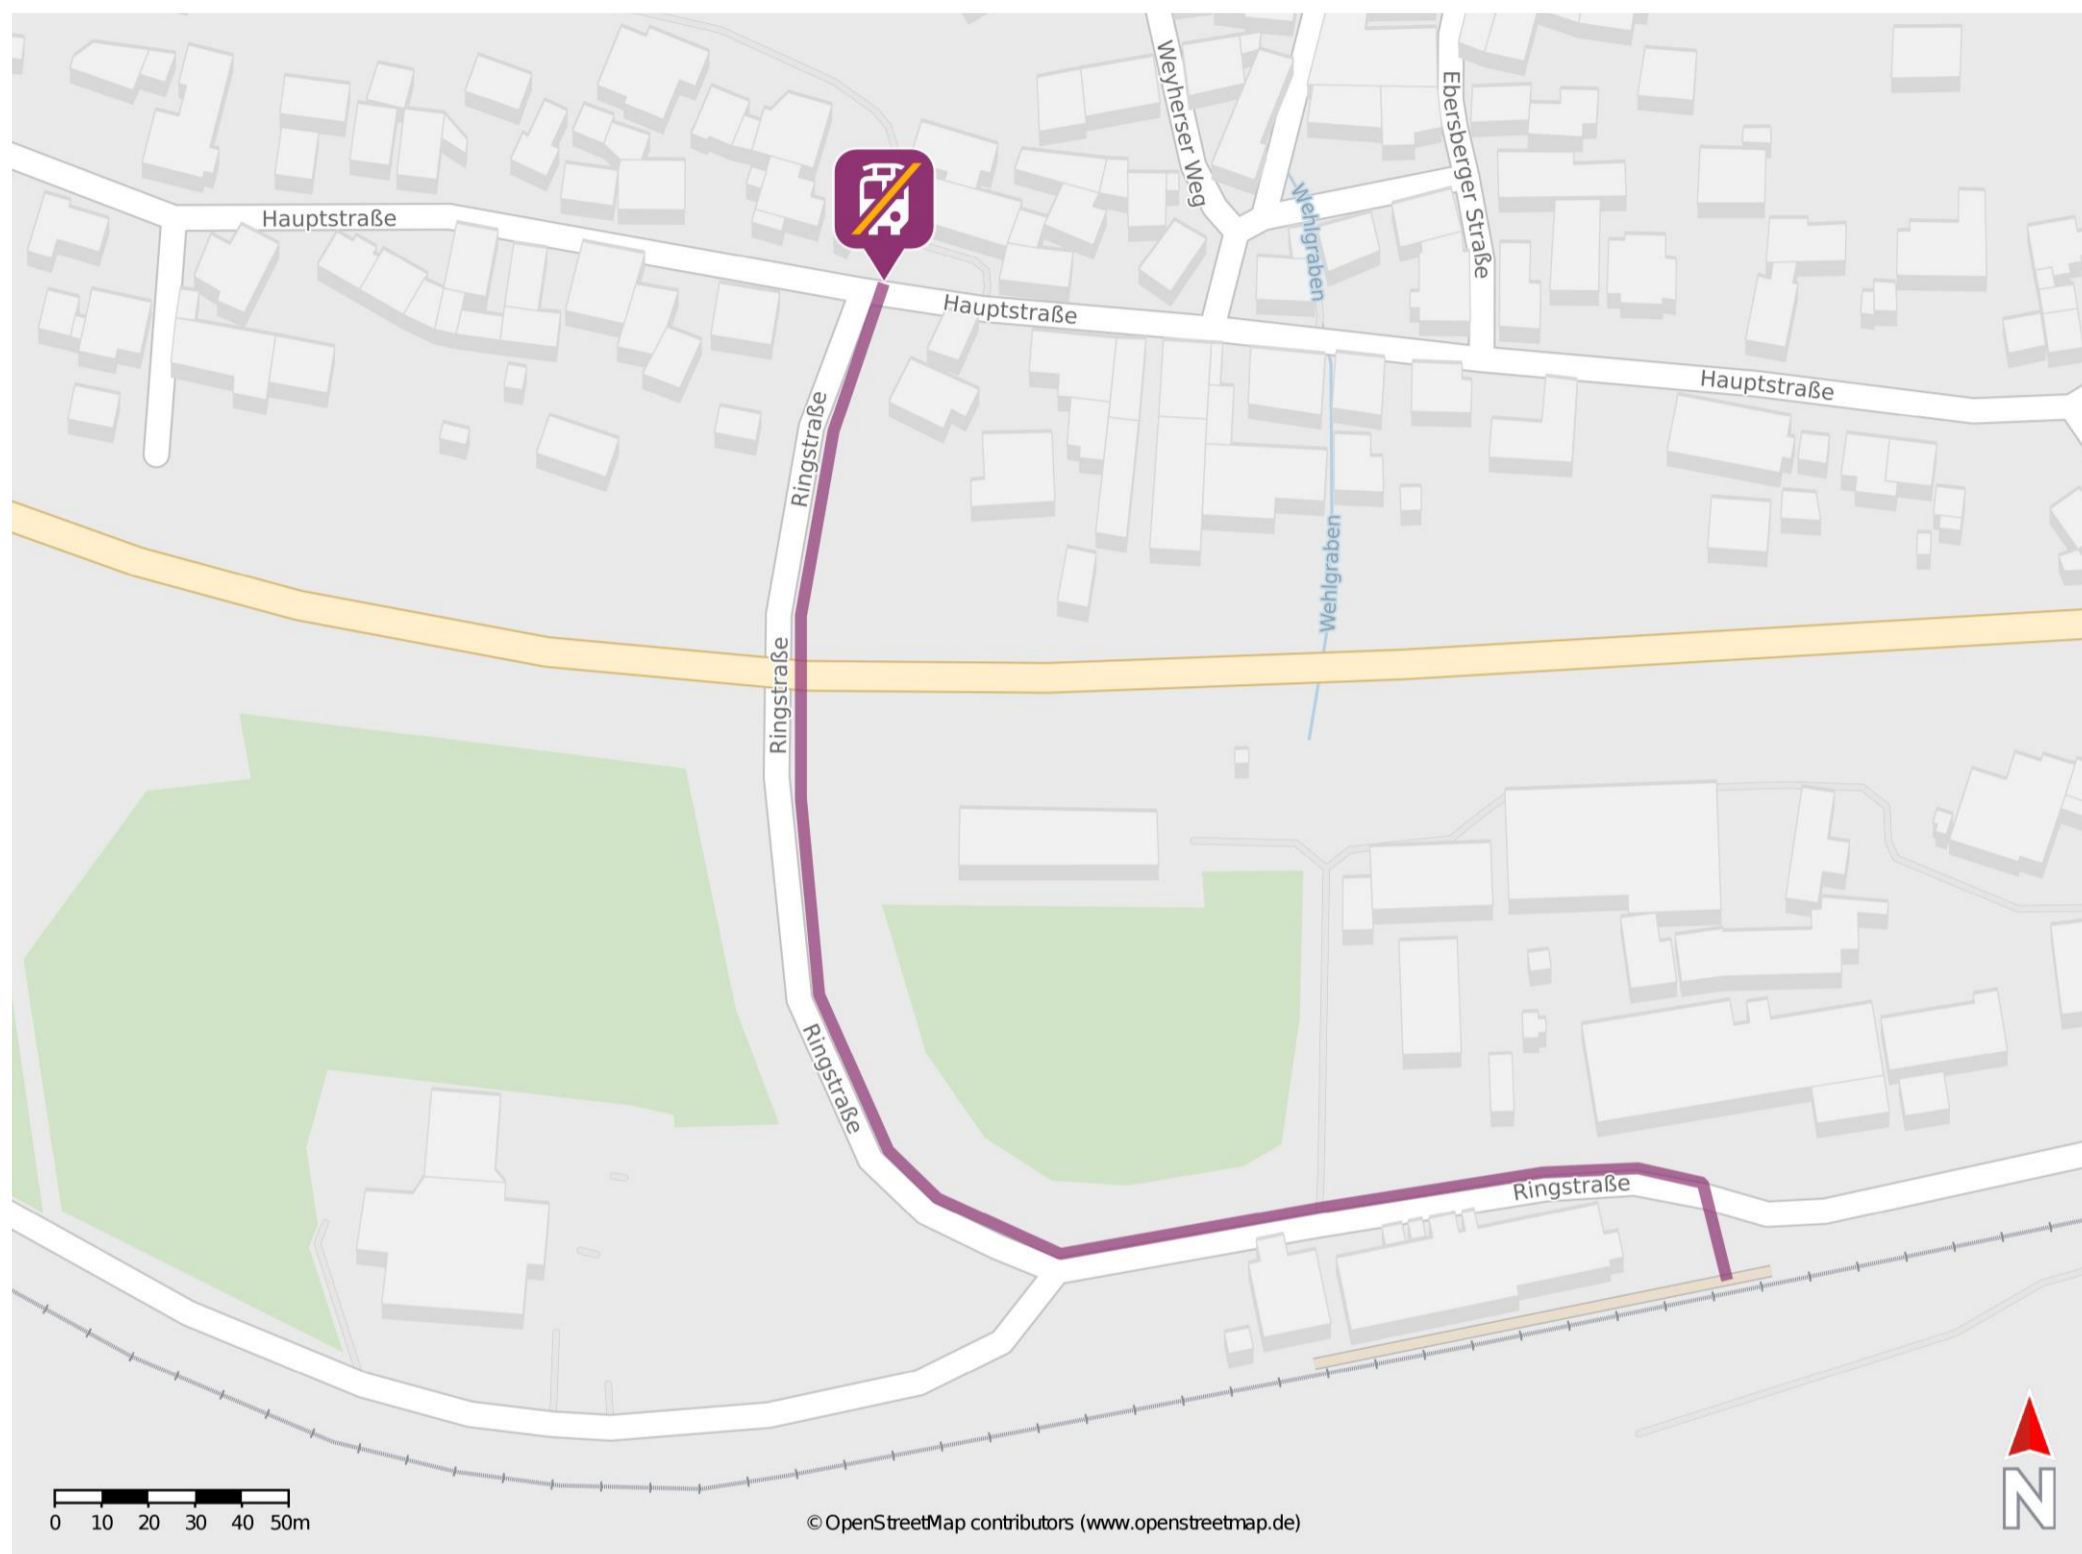 Weyherser Weg
Ebersberger Straße
Wehlgraben
Hauptstraße
Hauptstraße
Hauptstraße
Ringstraße
Wehlgraben
Ringstraße
Ringstraße
Ringstraße
0 10 20 30 40 50m
© OpenStreetMap contributors (www.openstreetmap.de)
N